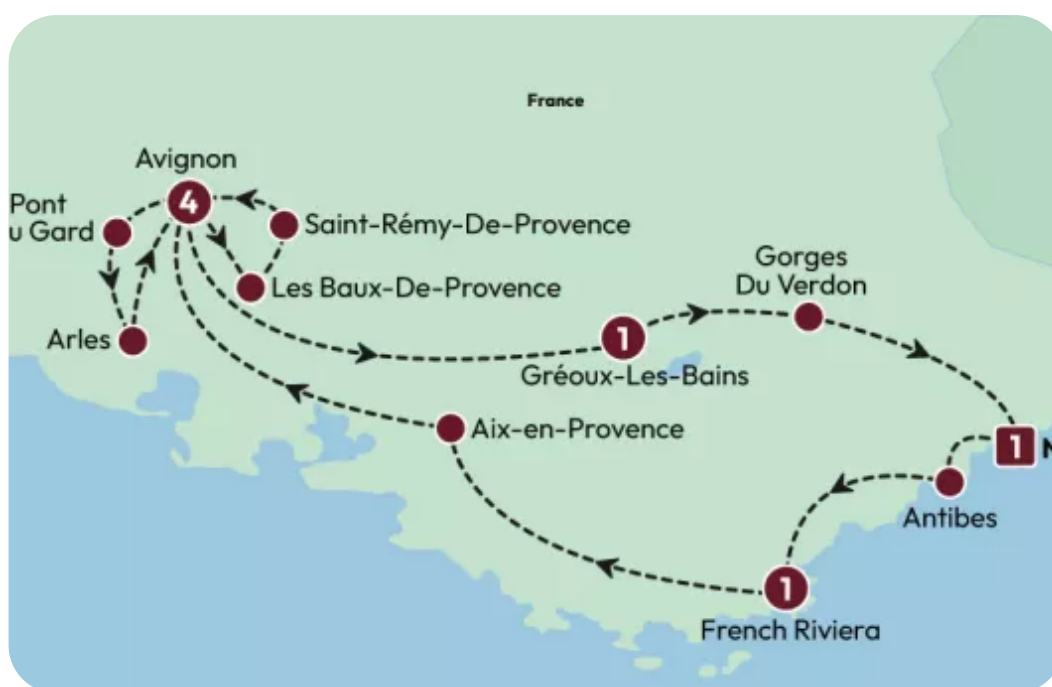 France
Avignon
4
Pont
u Gard
Saint-Rémy-De-Provence
Les Baux-De-Provence
Arles
Gorges
Du Verdon
1
Gréoux-Les-Bains
Aix-en-Provence
1
Antibes
1
French Riviera